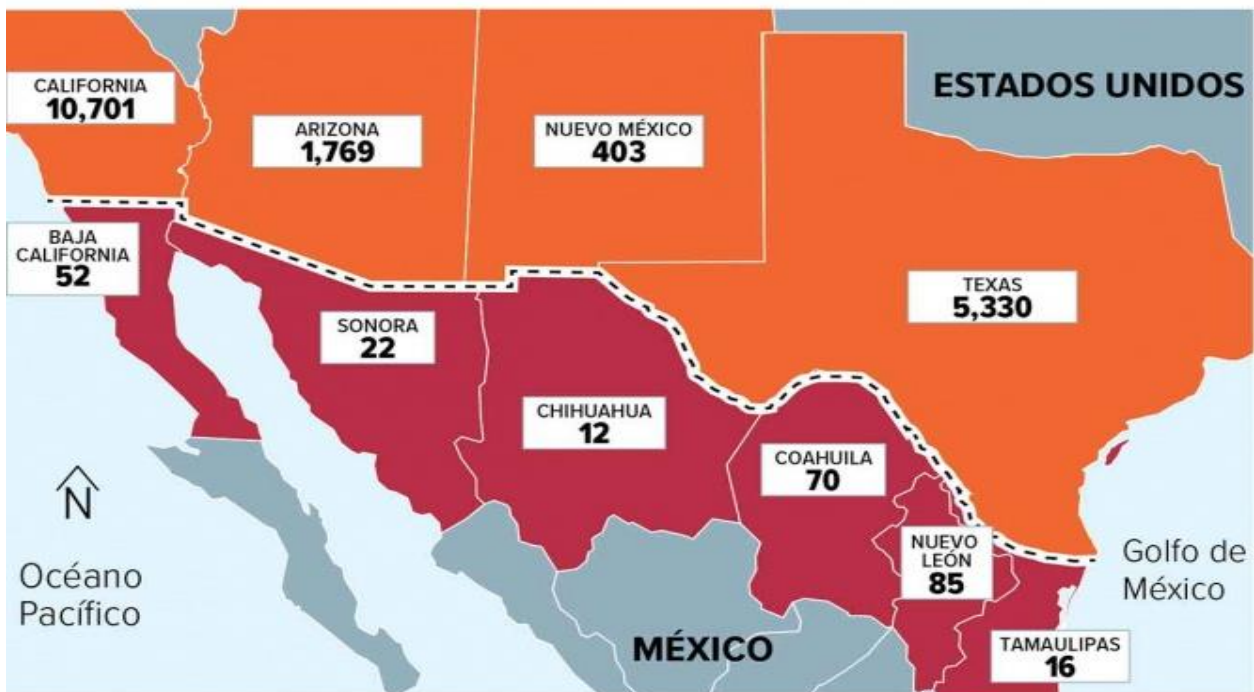 ESTADOS UNIDOS
CALIFORNIA
10,701
ARIZONA
1,769
NUEVO MÉXICO
403
TEXAS
5,330
BAJA
CALIFORNIA
52
SONORA
22
CHIHUAHUA
12
COAHUILA
70
NUEVO
LEÓN
85
TAMAULIPAS
16
N
Océano
Pacífico
MÉXICO
Golfo de
México